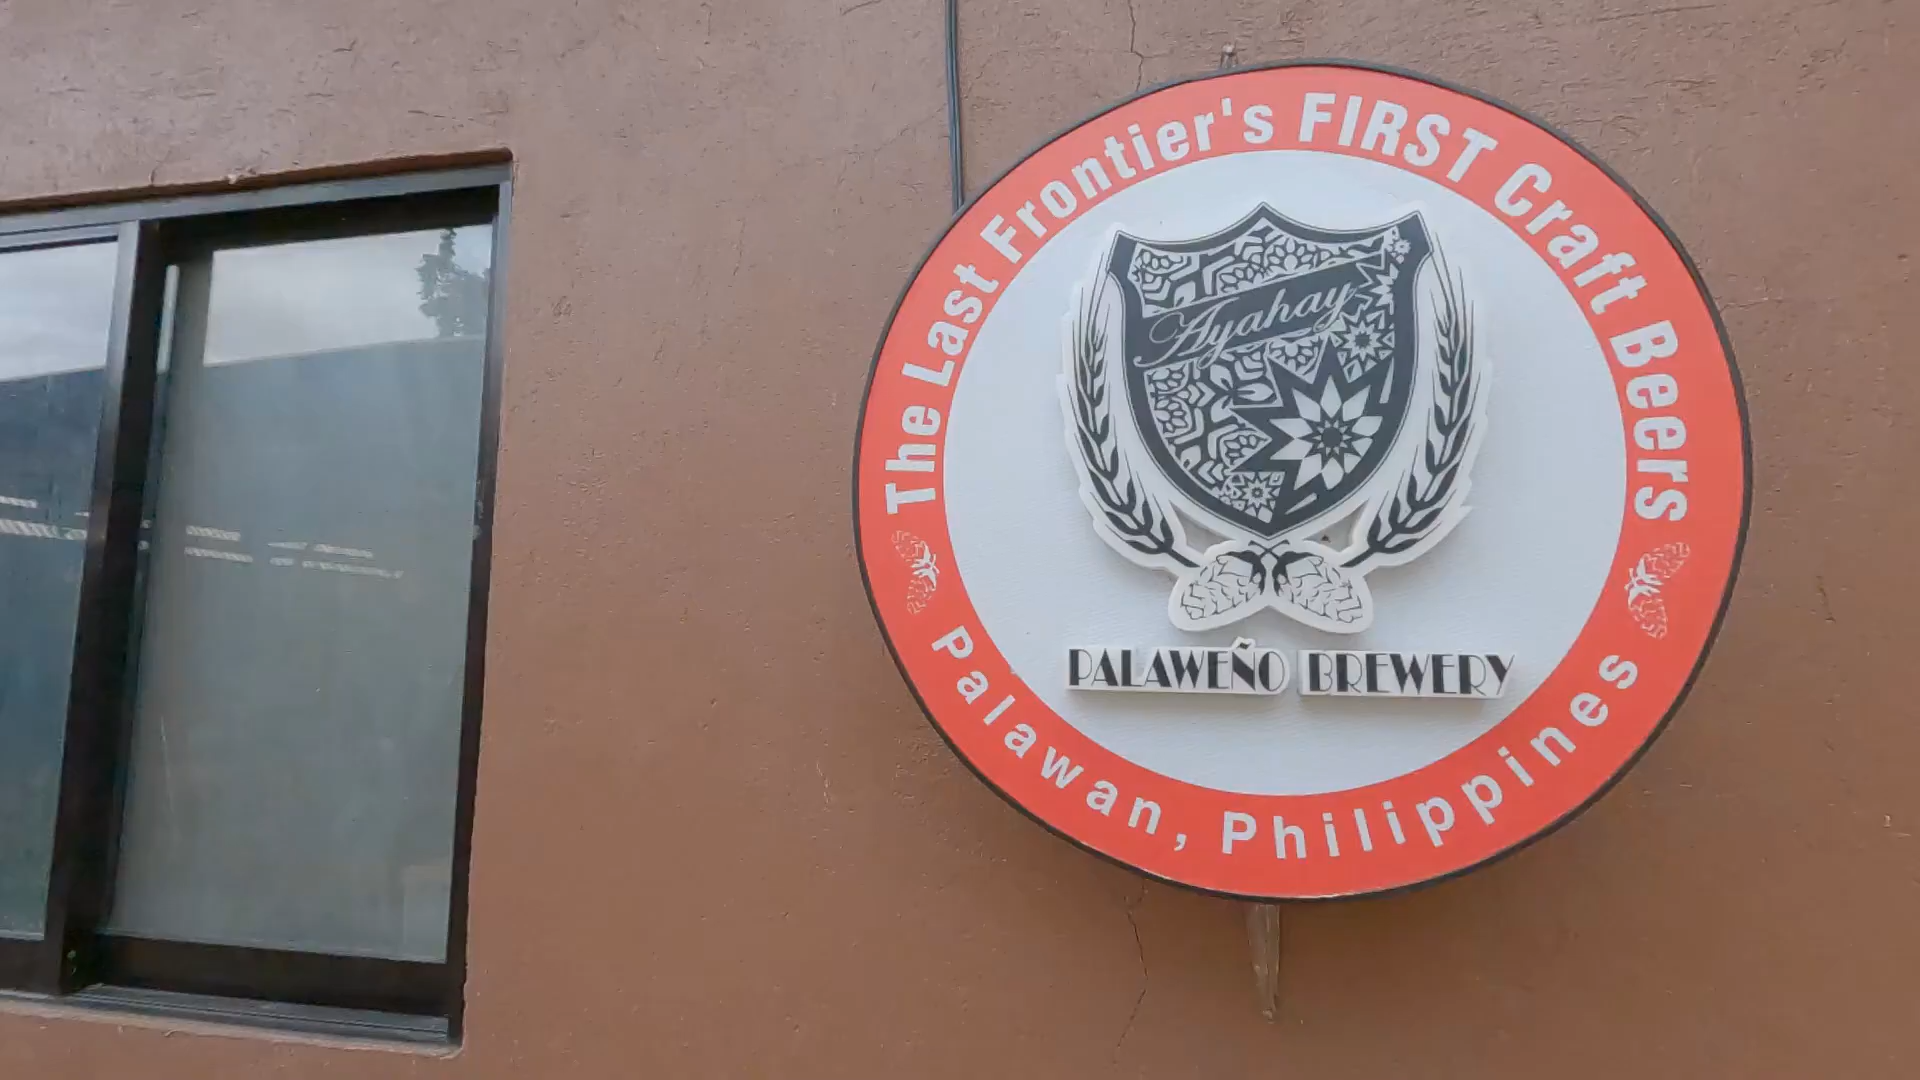 The Last Frontier's FIRST Craft Beers
Ayahay
PALAWEÑO BREWERY
Palawan, Philippines